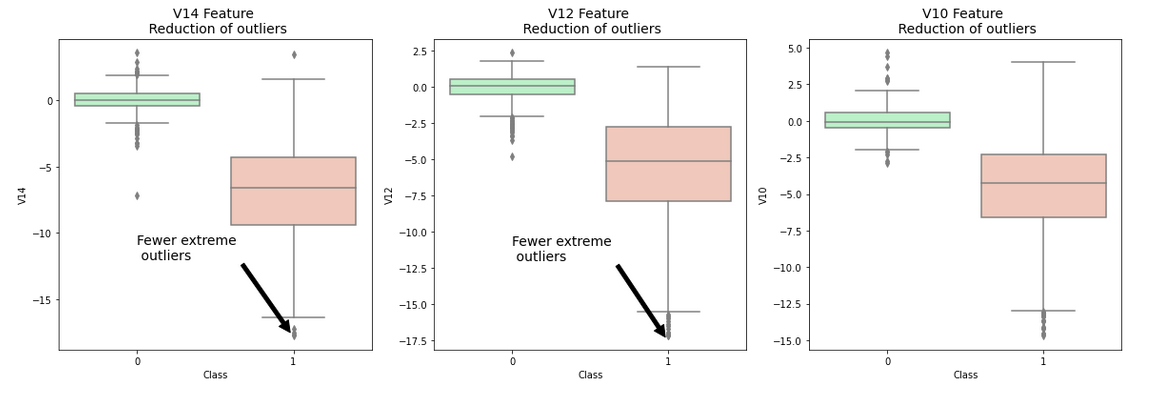 V14 Feature
Reduction of outliers
V14
0
−5
−10
−15
Fewer extreme
outliers
0
1
Class
V12 Feature
Reduction of outliers
V12
2.5
0.0
−2.5
−5.0
−7.5
−10.0
−12.5
−15.0
−17.5
Fewer extreme
outliers
0
1
Class
V10 Feature
Reduction of outliers
V10
5.0
2.5
0.0
−2.5
−5.0
−7.5
−10.0
−12.5
−15.0
0
1
Class